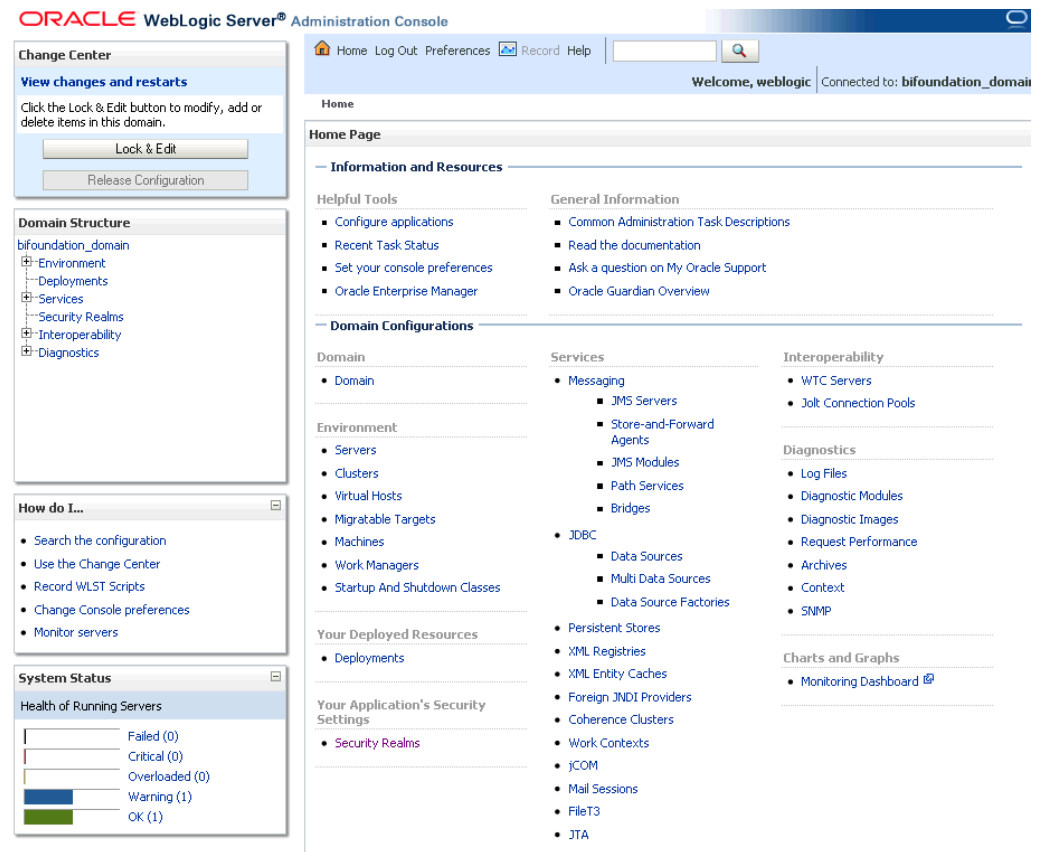 ORACLE WebLogic Server® Administration Console
Change Center
View changes and restarts
Click the Lock & Edit button to modify, add or
delete items in this domain.
Lock & Edit
Release Configuration
Domain Structure
bifoundation_domain
Environment
Deployments
Services
Security Realms
Interoperability
Diagnostics
How do I...
Search the configuration
Use the Change Center
Record WLST Scripts
Change Console preferences
Monitor servers
System Status
Health of Running Servers
Failed (0)
Critical (0)
Overloaded (0)
Warning (1)
OK (1)
Home Log Out Preferences Record Help
Welcome, weblogic Connected to: bifoundation_domain
Home
Home Page
Information and Resources
Helpful Tools
Configure applications
Recent Task Status
Set your console preferences
Oracle Enterprise Manager
General Information
Common Administration Task Descriptions
Read the documentation
Ask a question on My Oracle Support
Oracle Guardian Overview
Domain Configurations
Domain
Domain
Environment
Servers
Clusters
Virtual Hosts
Migratable Targets
Machines
Work Managers
Startup And Shutdown Classes
Your Deployed Resources
Deployments
Your Application's Security
Settings
Security Realms
Services
Messaging
JMS Servers
Store-and-Forward
Agents
JMS Modules
Path Services
Bridges
JDBC
Data Sources
Multi Data Sources
Data Source Factories
Persistent Stores
XML Registries
XML Entity Caches
Foreign JNDI Providers
Coherence Clusters
Work Contexts
jCOM
Mail Sessions
FileT3
JTA
Interoperability
WTC Servers
Jolt Connection Pools
Diagnostics
Log Files
Diagnostic Modules
Diagnostic Images
Request Performance
Archives
Context
SNMP
Charts and Graphs
Monitoring Dashboard